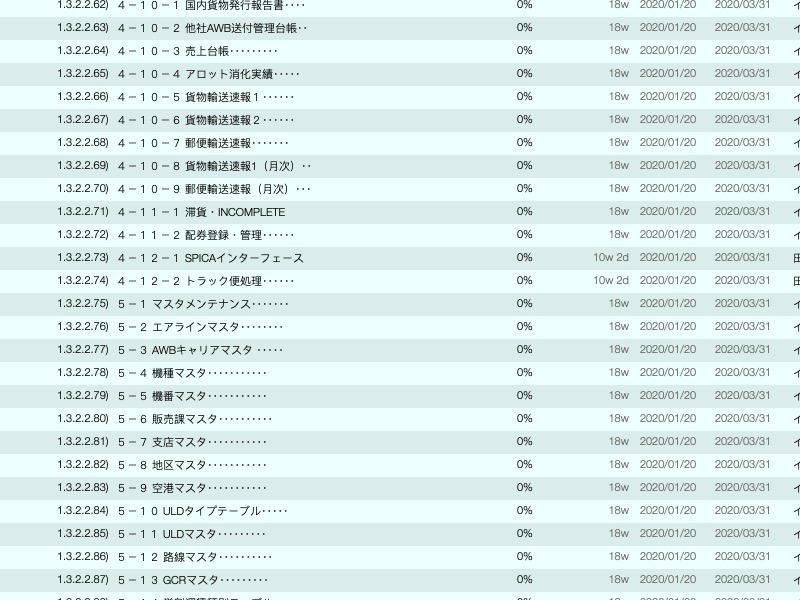 1.3.2.2.62) ４－１０－１ 国内貨物発行報告書････ 0% 18w 2020/01/20 2020/03/31 イ
1.3.2.2.63) ４－１０－２ 他社AWB送付管理台帳･･ 0% 18w 2020/01/20 2020/03/31 イ
1.3.2.2.64) ４－１０－３ 売上台帳･････････ 0% 18w 2020/01/20 2020/03/31 イ
1.3.2.2.65) ４－１０－４ アロット消化実績･････ 0% 18w 2020/01/20 2020/03/31 イ
1.3.2.2.66) ４－１０－５ 貨物輸送速報１･･････ 0% 18w 2020/01/20 2020/03/31 イ
1.3.2.2.67) ４－１０－６ 貨物輸送速報２･･････ 0% 18w 2020/01/20 2020/03/31 イ
1.3.2.2.68) ４－１０－７ 郵便輸送速報･･･････ 0% 18w 2020/01/20 2020/03/31 イ
1.3.2.2.69) ４－１０－８ 貨物輸送速報1（月次）･･ 0% 18w 2020/01/20 2020/03/31 イ
1.3.2.2.70) ４－１０－９ 郵便輸送速報（月次）･･･ 0% 18w 2020/01/20 2020/03/31 イ
1.3.2.2.71) ４－１１－１ 滞貨・INCOMPLETE 0% 18w 2020/01/20 2020/03/31 イ
1.3.2.2.72) ４－１１－２ 配券登録・管理･･････ 0% 18w 2020/01/20 2020/03/31 イ
1.3.2.2.73) ４－１２－１ SPICAインターフェース 0% 10w 2d 2020/01/20 2020/03/31 田
1.3.2.2.74) ４－１２－２ トラック便処理･･････ 0% 10w 2d 2020/01/20 2020/03/31 田
1.3.2.2.75) ５－１ マスタメンテナンス･･･････ 0% 18w 2020/01/20 2020/03/31 イ
1.3.2.2.76) ５－２ エアラインマスタ････････ 0% 18w 2020/01/20 2020/03/31 イ
1.3.2.2.77) ５－３ AWBキャリアマスタ ･････ 0% 18w 2020/01/20 2020/03/31 イ
1.3.2.2.78) ５－４ 機種マスタ･･･････････ 0% 18w 2020/01/20 2020/03/31 イ
1.3.2.2.79) ５－５ 機番マスタ･･･････････ 0% 18w 2020/01/20 2020/03/31 イ
1.3.2.2.80) ５－６ 販売課マスタ･･････････ 0% 18w 2020/01/20 2020/03/31 イ
1.3.2.2.81) ５－７ 支店マスタ･･･････････ 0% 18w 2020/01/20 2020/03/31 イ
1.3.2.2.82) ５－８ 地区マスタ･･･････････ 0% 18w 2020/01/20 2020/03/31 イ
1.3.2.2.83) ５－９ 空港マスタ･･･････････ 0% 18w 2020/01/20 2020/03/31 イ
1.3.2.2.84) ５－１０ ULDタイプテーブル･････ 0% 18w 2020/01/20 2020/03/31 イ
1.3.2.2.85) ５－１１ ULDマスタ･････････ 0% 18w 2020/01/20 2020/03/31 イ
1.3.2.2.86) ５－１２ 路線マスタ･････････ 0% 18w 2020/01/20 2020/03/31 イ
1.3.2.2.87) ５－１３ GCRマスタ･････････ 0% 18w 2020/01/20 2020/03/31 イ